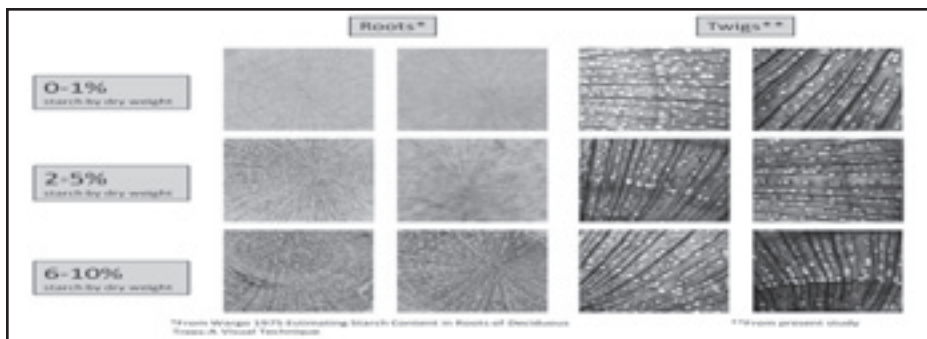 Roots*
Twigs**
0-1%
starch by dry weight
2-5%
starch by dry weight
6-10%
starch by dry weight
*From Wargo 1975 Estimating Starch Content in Roots of Deciduous
Trees-A Visual Technique
**From present study